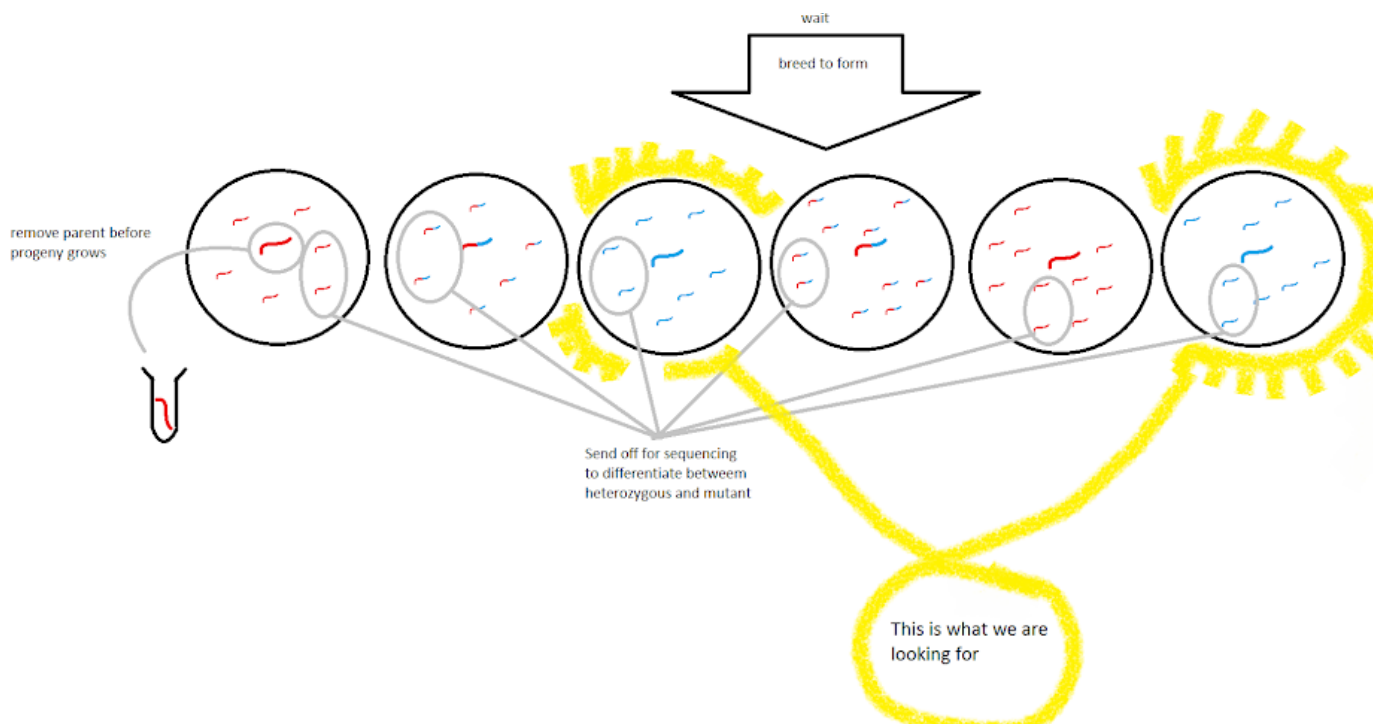 wait
breed to form
remove parent before
progeny grows
Send off for sequencing
to differentiate betweem
heterozygous and mutant
This is what we are
looking for